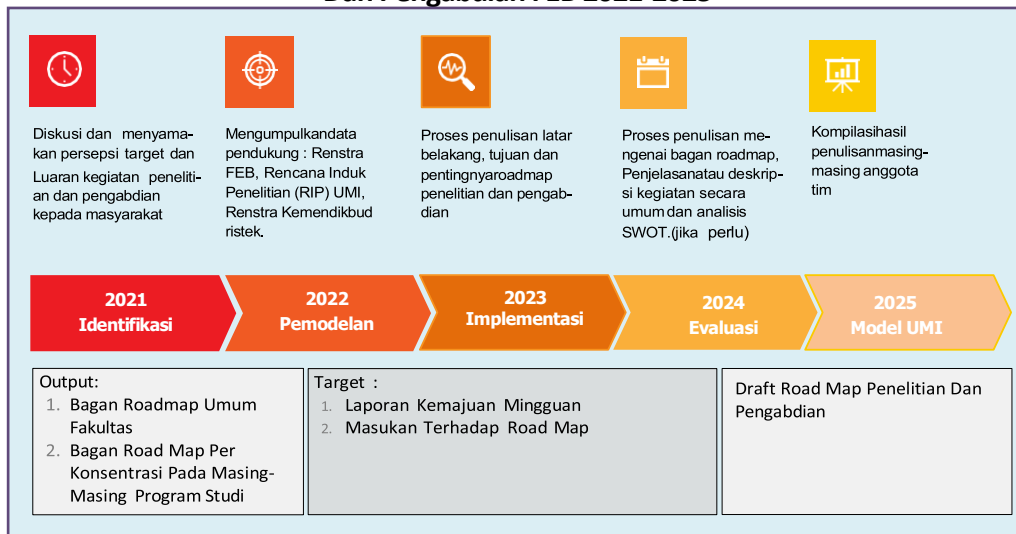 Diskusi dan menyama-
kan persepsi target dan
Luaran kegiatan peneliti-
an dan pengabdian
kepada masyarakat
Mengumpulkandata
pendukung : Renstra
FEB, Rencana Induk
Penelitian (RIP) UMI,
Renstra Kemendikbud
ristek.
Proses penulisan latar
belakang, tujuan dan
pentingnyaroadmap
penelitian dan pengab-
dian
Proses penulisan me-
ngenai bagan roadmap,
Penjelasanatau deskrip-
si kegiatan secara
umum dan analisis
SWOT.(jika perlu)
Kompilasihasil
penulisanmasing-
masing anggota
tim
2021
Identifikasi
2022
Pemodelan
2023
Implementasi
2024
Evaluasi
2025
Model UMI
Output:
1. Bagan Roadmap Umum
Fakultas
2. Bagan Road Map Per
Konsentrasi Pada Masing-
Masing Program Studi
Target :
1. Laporan Kemajuan Mingguan
2. Masukan Terhadap Road Map
Draft Road Map Penelitian Dan
Pengabdian